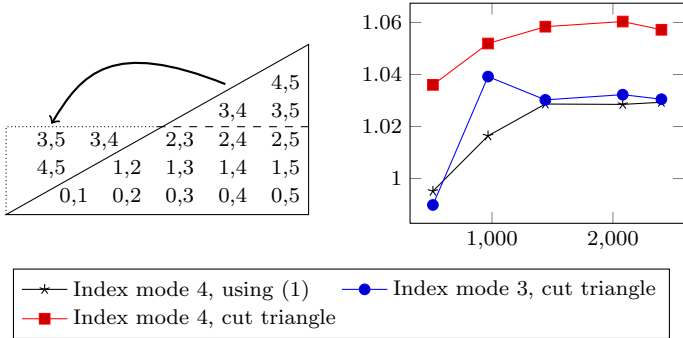 4,5
3,4 3,5
3,5 3,4 2,3 2,4 2,5
4,5 1,2 1,3 1,4 1,5
0,1 0,2 0,3 0,4 0,5
1.06
1.04
1.02
1
1,000 2,000
Index mode 4, using (1) Index mode 3, cut triangle
Index mode 4, cut triangle